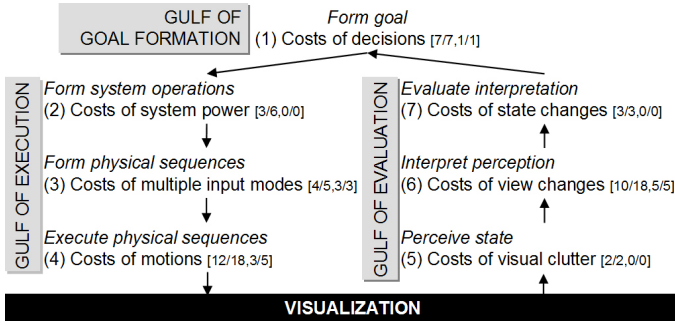 GULF OF
GOAL FORMATION
Form goal
(1) Costs of decisions [7/7,1/1]
GULF OF EXECUTION
Form system operations
(2) Costs of system power [3/6,0/0]
Form physical sequences
(3) Costs of multiple input modes [4/5,3/3]
Execute physical sequences
(4) Costs of motions [12/18,3/5]
GULF OF EVALUATION
Evaluate interpretation
(7) Costs of state changes [3/3,0/0]
Interpret perception
(6) Costs of view changes [10/18,5/5]
Perceive state
(5) Costs of visual clutter [2/2,0/0]
VISUALIZATION